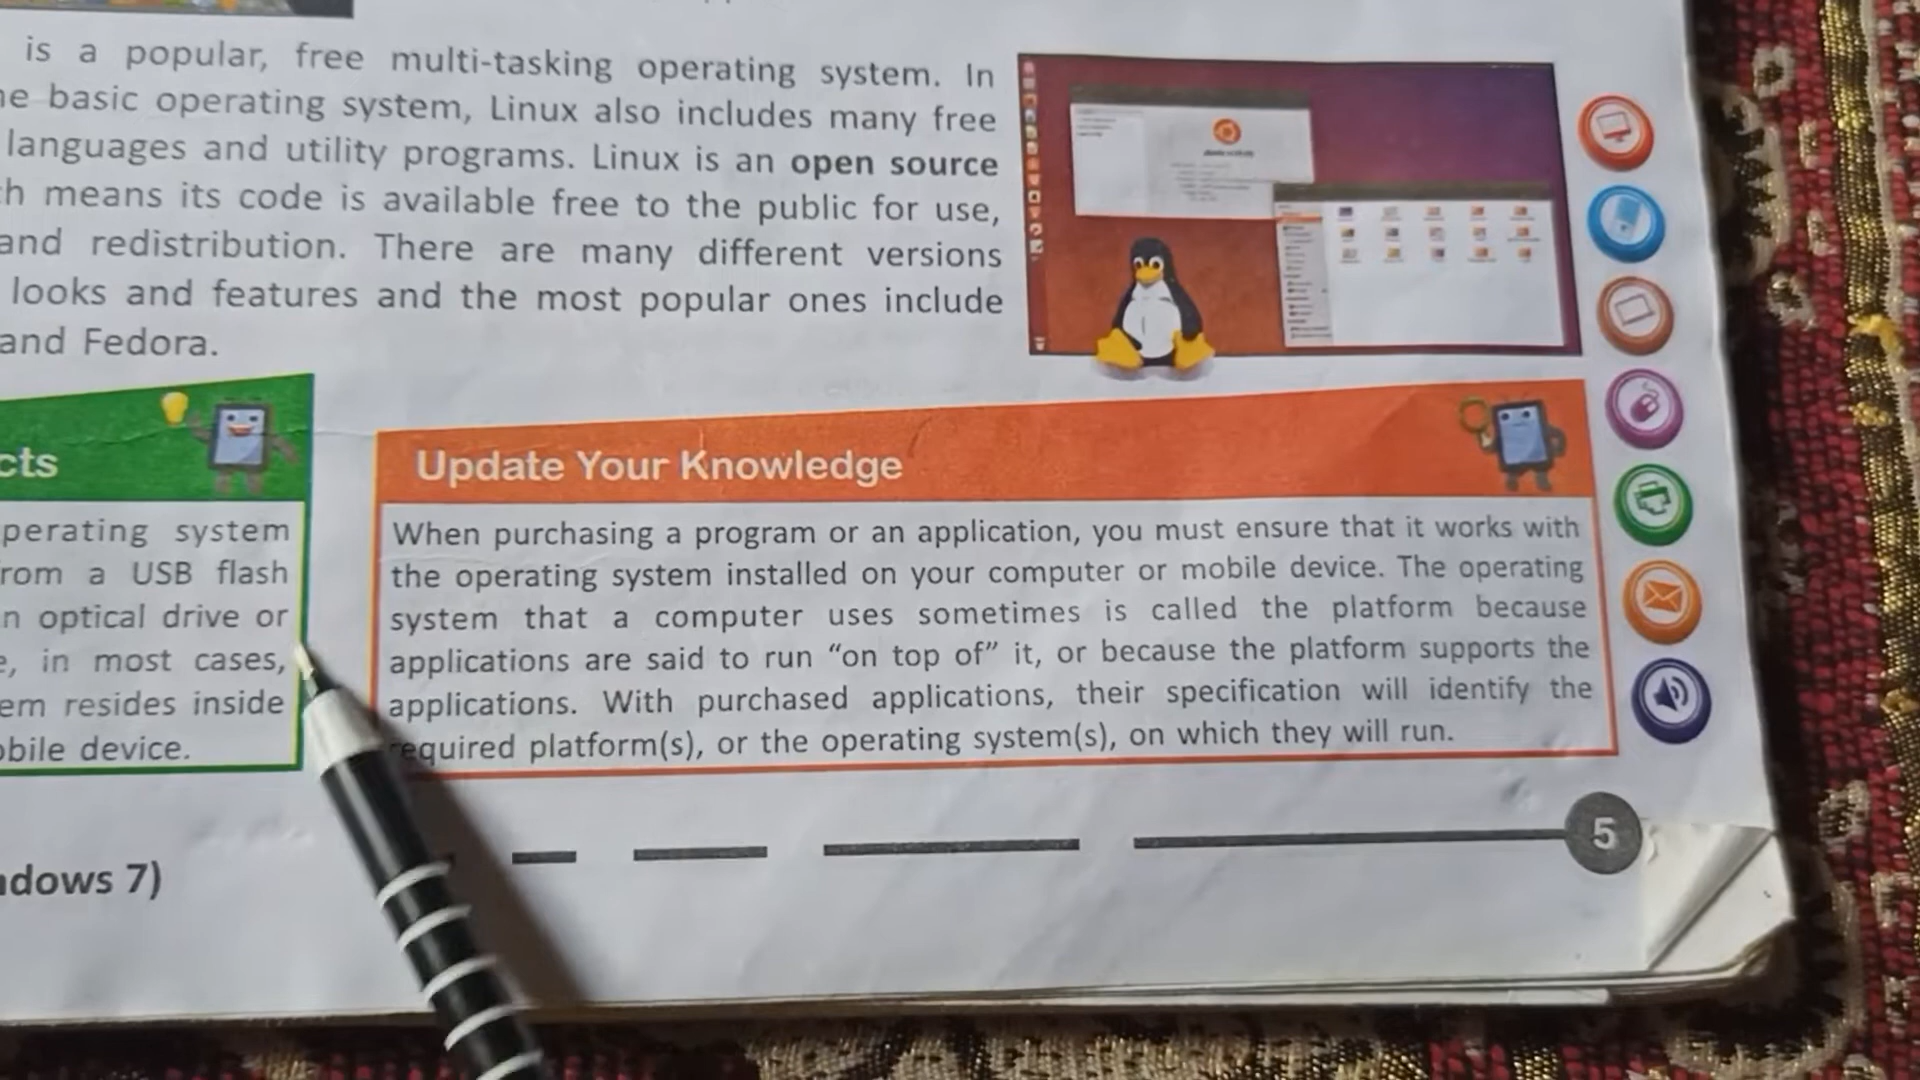 is a popular, free multi-tasking operating system. In
basic operating system, Linux also includes many free
languages and utility programs. Linux is an open source
means its code is available free to the public for use,
and redistribution. There are many different versions
looks and features and the most popular ones include
and Fedora.
perating system
rom a USB flash
n optical drive or
, in most cases,
em resides inside
obile device.
Update Your Knowledge
When purchasing a program or an application, you must ensure that it works with
the operating system installed on your computer or mobile device. The operating
system that a computer uses sometimes is called the platform because
applications are said to run “on top of” it, or because the platform supports the
applications. With purchased applications, their specification will identify the
required platform(s), or the operating system(s), on which they will run.
5
dows 7)